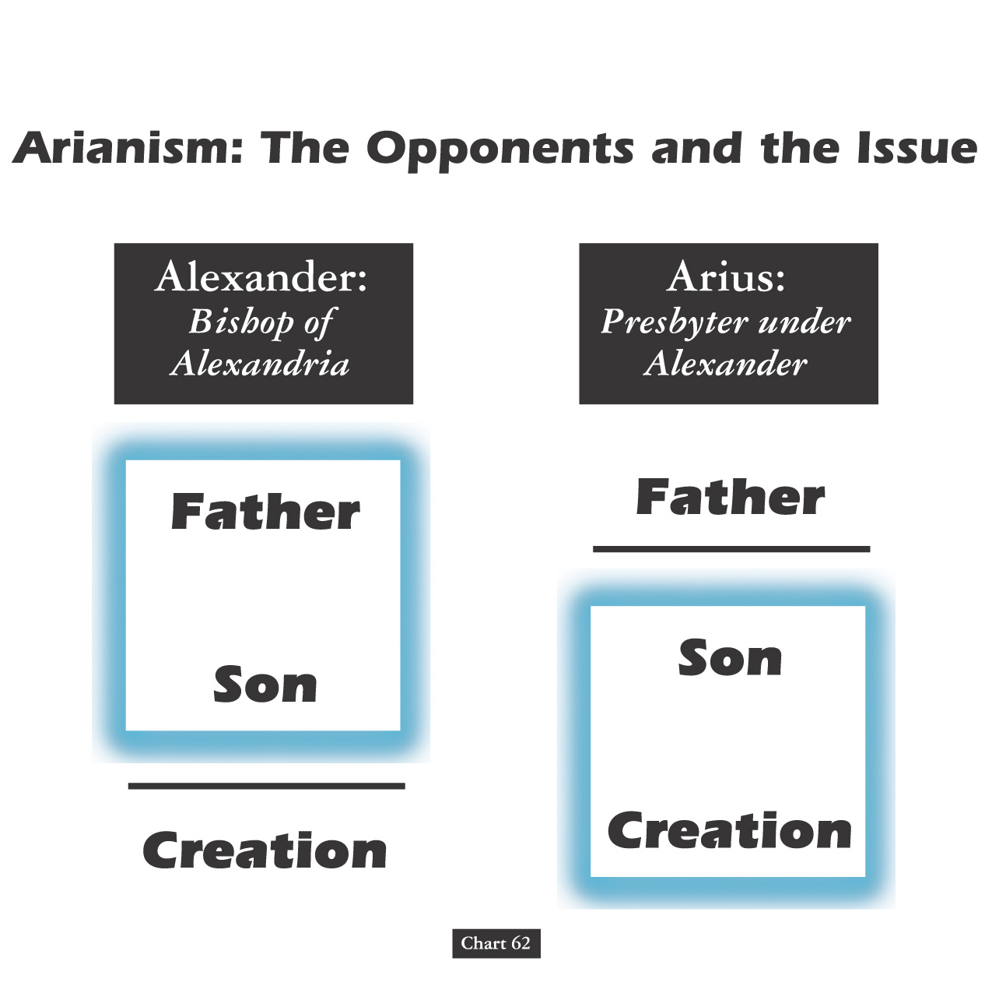 Arianism: The Opponents and the Issue
Alexander:
Bishop of
Alexandria
Father
Son
Creation
Arius:
Presbyter under
Alexander
Father
Son
Creation
Chart 62